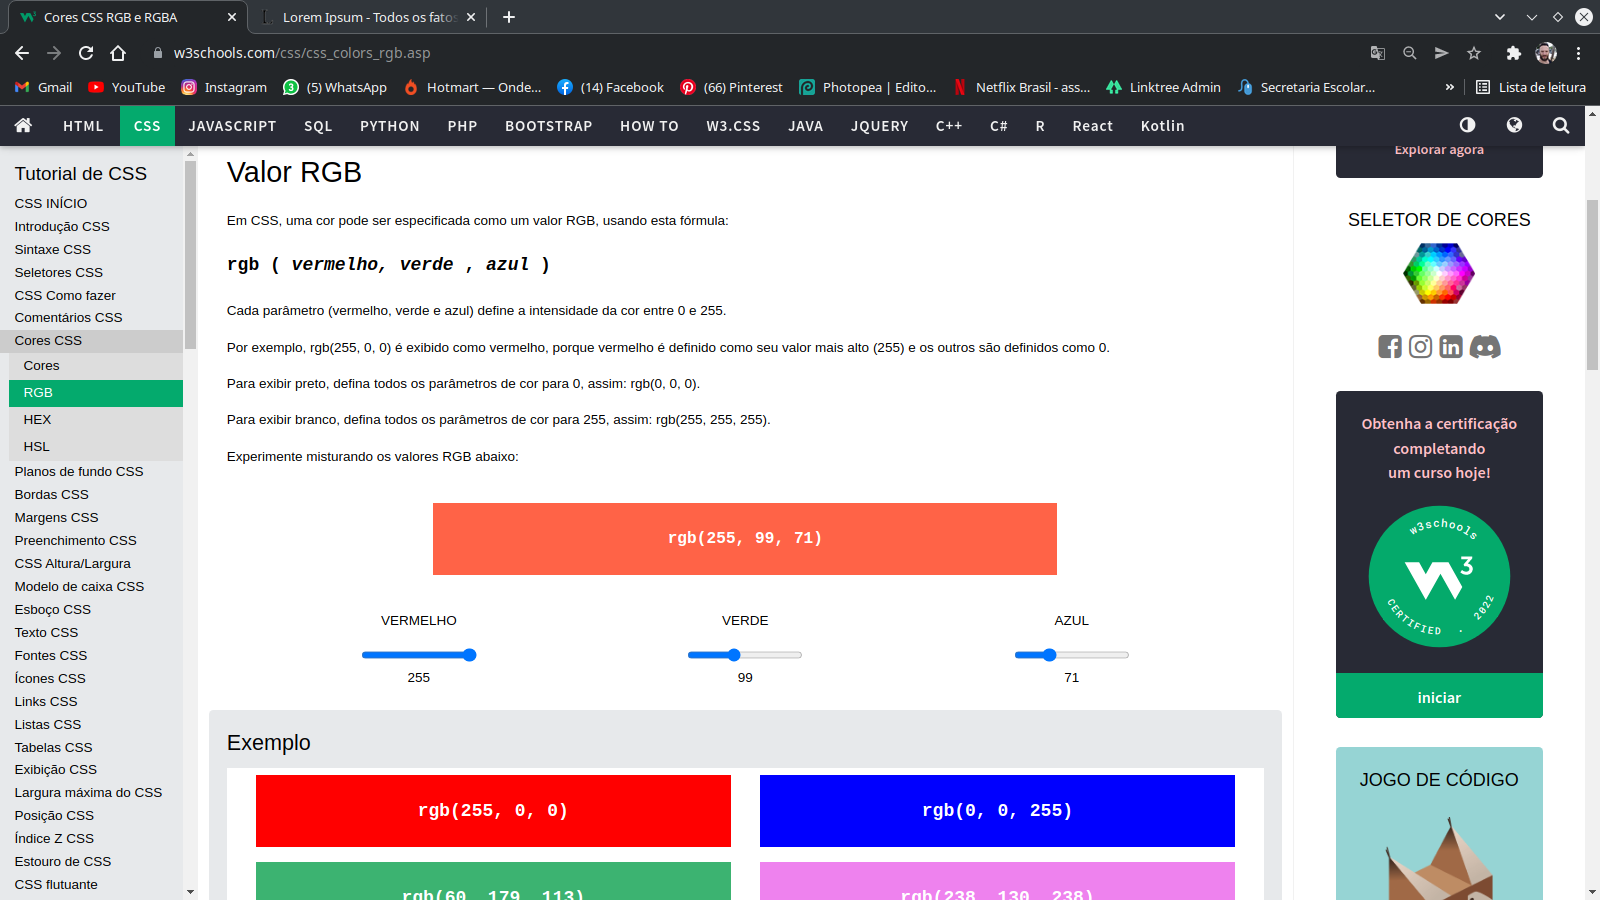 Cores CSS RGB e RGBA
Lorem Ipsum - Todos os fatos
w3schools.com/css/css_colors_rgb.asp
Gmail
YouTube
Instagram
(5) WhatsApp
Hotmart — Onde...
(14) Facebook
(66) Pinterest
Photopea | Edito...
Netflix Brasil - ass...
Linktree Admin
Secretaria Escolar...
»
Lista de leitura
HTML
CSS
JAVASCRIPT
SQL
PYTHON
PHP
BOOTSTRAP
HOW TO
W3.CSS
JAVA
JQUERY
C++
C#
R
React
Kotlin
Tutorial de CSS
CSS INÍCIO
Introdução CSS
Sintaxe CSS
Seletores CSS
CSS Como fazer
Comentários CSS
Cores CSS
Cores
RGB
HEX
HSL
Planos de fundo CSS
Bordas CSS
Margens CSS
Preenchimento CSS
CSS Altura/Largura
Modelo de caixa CSS
Esboço CSS
Texto CSS
Fontes CSS
Ícones CSS
Links CSS
Listas CSS
Tabelas CSS
Exibição CSS
Largura máxima do CSS
Posição CSS
Índice Z CSS
Estouro de CSS
CSS flutuante
Valor RGB
Em CSS, uma cor pode ser especificada como um valor RGB, usando esta fórmula:
rgb ( vermelho, verde , azul )
Cada parâmetro (vermelho, verde e azul) define a intensidade da cor entre 0 e 255.
Por exemplo, rgb(255, 0, 0) é exibido como vermelho, porque vermelho é definido como seu valor mais alto (255) e os outros são definidos como 0.
Para exibir preto, defina todos os parâmetros de cor para 0, assim: rgb(0, 0, 0).
Para exibir branco, defina todos os parâmetros de cor para 255, assim: rgb(255, 255, 255).
Experimente misturando os valores RGB abaixo:
rgb(255, 99, 71)
VERMELHO
255
VERDE
99
AZUL
71
Exemplo
rgb(255, 0, 0)
rgb(0, 0, 255)
rgb(60, 179, 113)
rgb(238, 130, 238)
Explorar agora
SELETOR DE CORES
Obtenha a certificação
completando
um curso hoje!
w3schools
3
CERTIFIED . 2022
iniciar
JOGO DE CÓDIGO